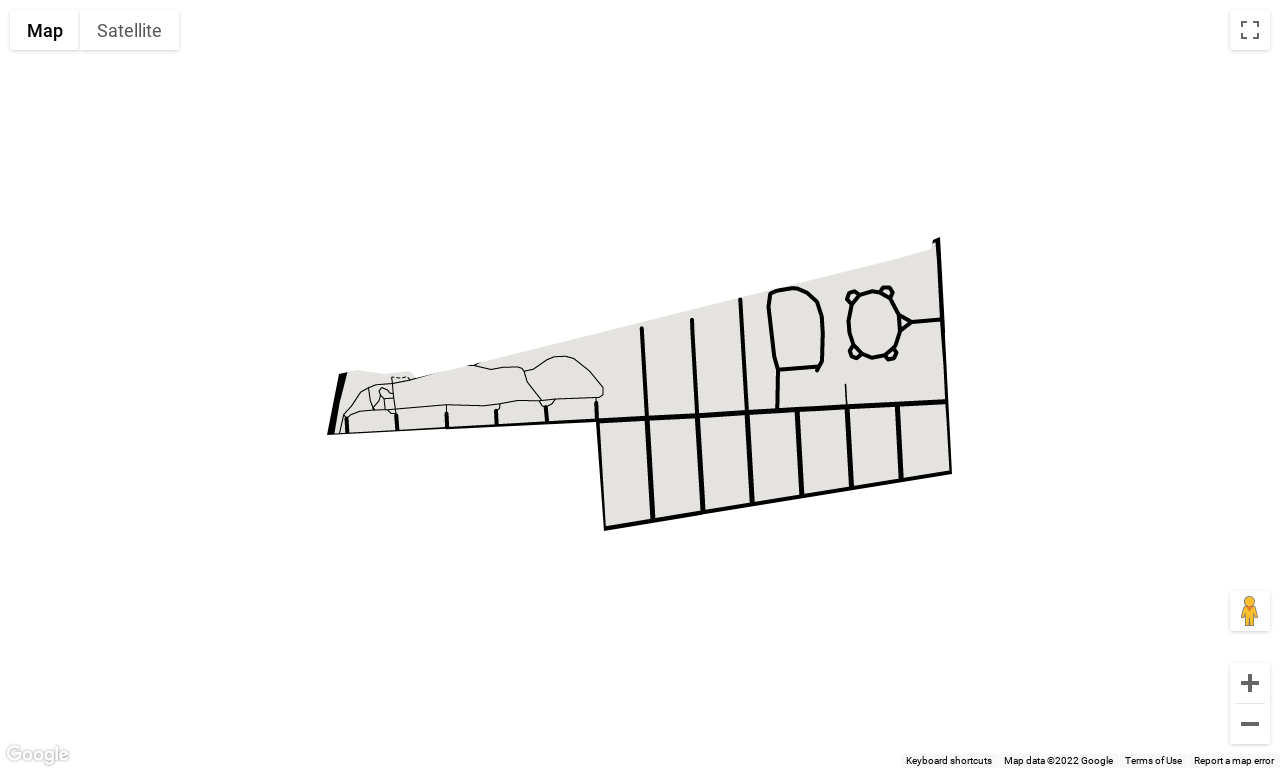 Map
Satellite
Google
Keyboard shortcuts
Map data ©2022 Google
Terms of Use
Report a map error